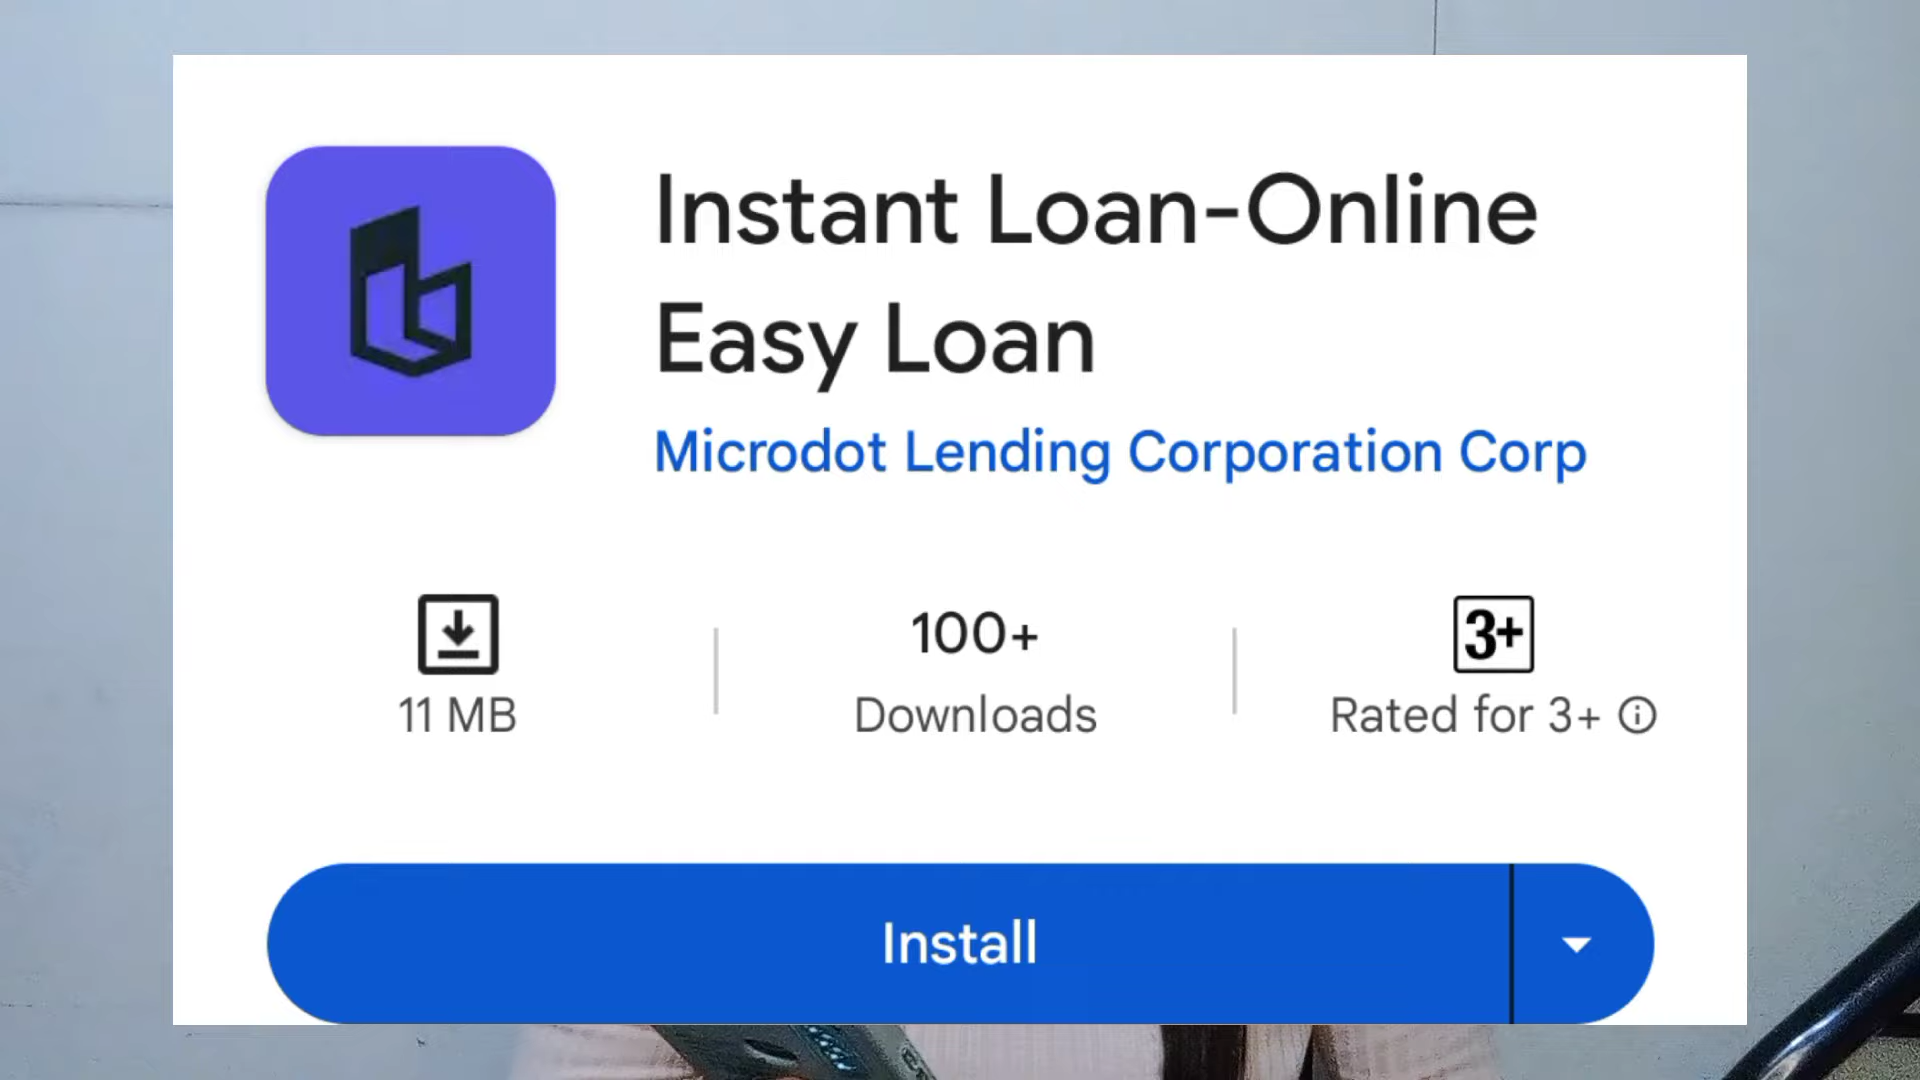 Instant Loan-Online
Easy Loan
Microdot Lending Corporation Corp
100+
3+
11 MB
Downloads
Rated for 3+
Install